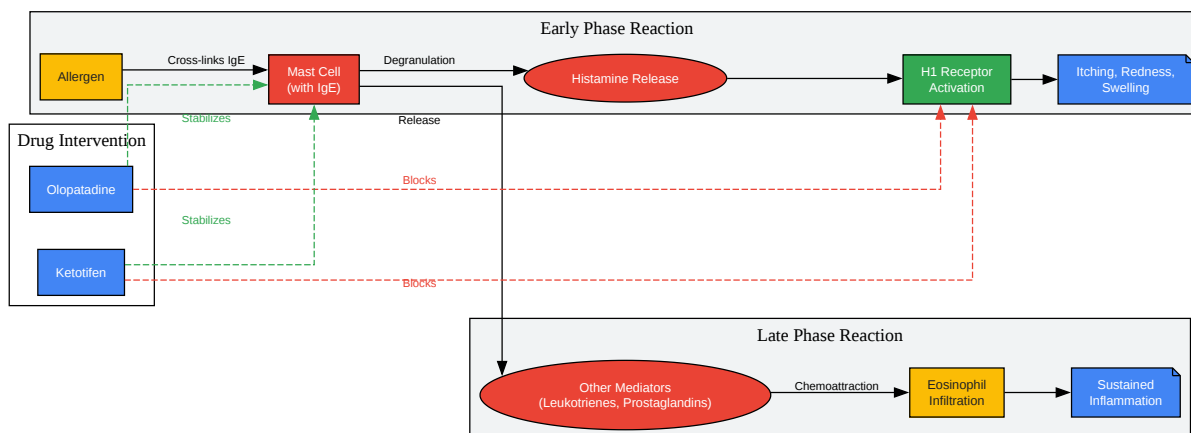 Early Phase Reaction
Allergen
Cross-links IgE
Mast Cell
(with IgE)
Degranulation
Histamine Release
H1 Receptor
Activation
Itching, Redness,
Swelling
Stabilizes
Release
Drug Intervention
Olopatadine
Blocks
Stabilizes
Ketotifen
Blocks
Late Phase Reaction
Other Mediators
(Leukotrienes, Prostaglandins)
Chemoattraction
Eosinophil
Infiltration
Sustained
Inflammation